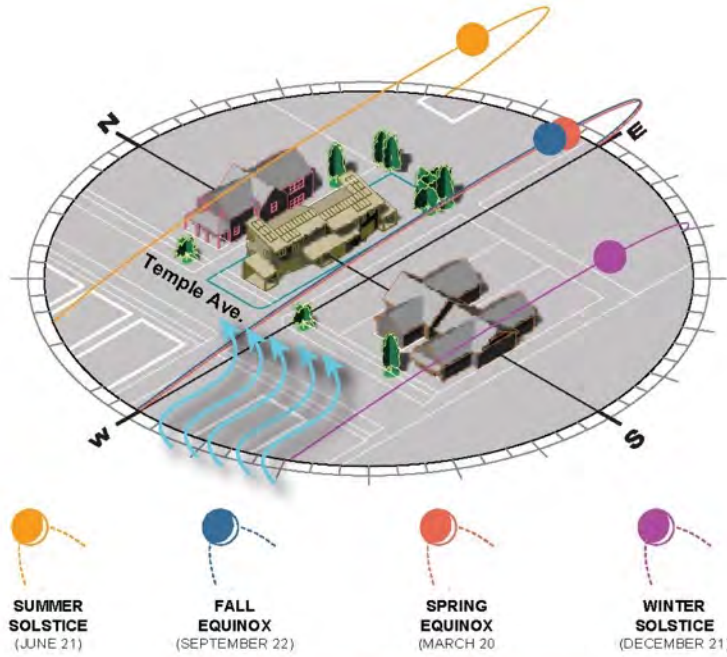 N
E
Temple Ave.
W
S
SUMMER
SOLSTICE
(JUNE 21)
FALL
EQUINOX
(SEPTEMBER 22)
SPRING
EQUINOX
(MARCH 20
WINTER
SOLSTICE
(DECEMBER 21